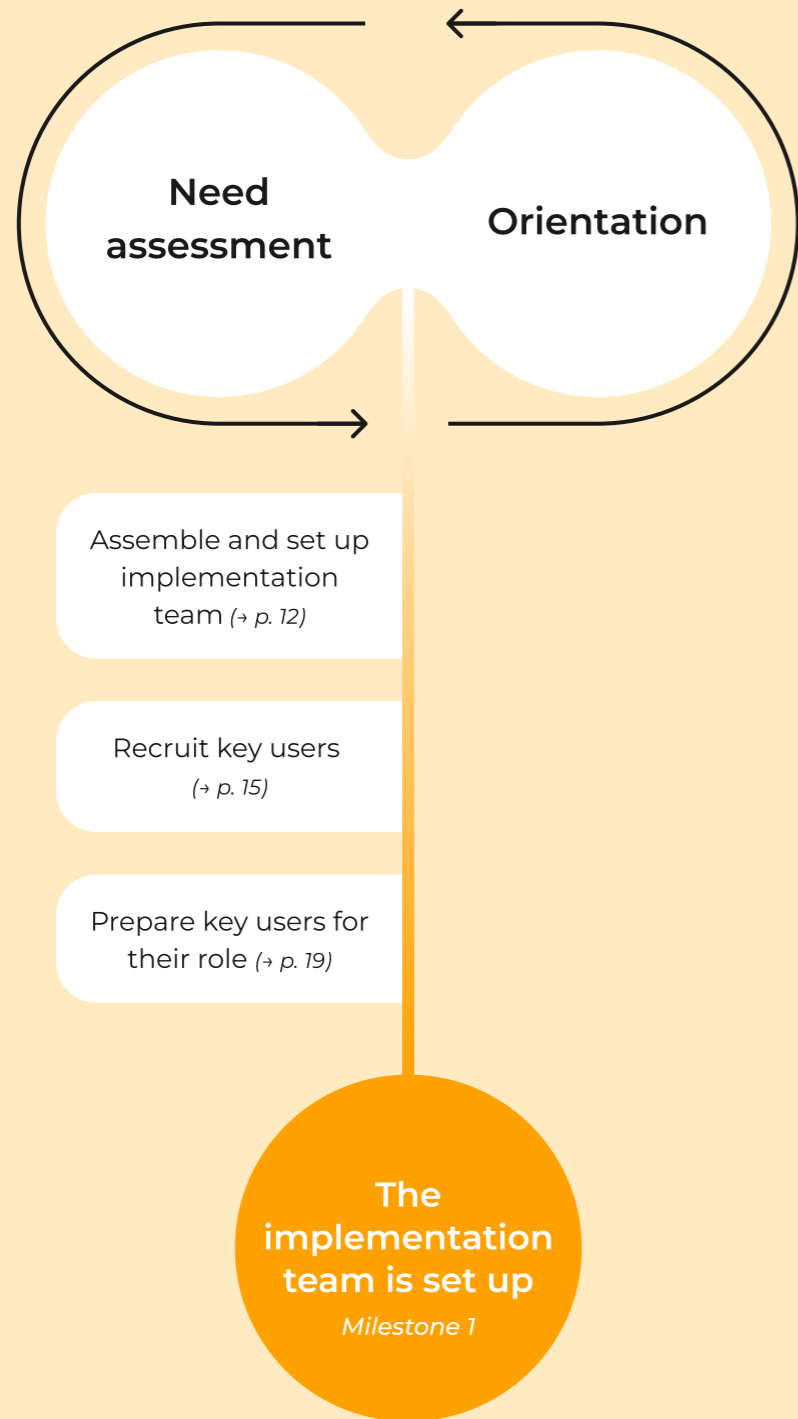 Need
assessment
Orientation
Assemble and set up
implementation
team (→ p. 12)
Recruit key users
(→ p. 15)
Prepare key users for
their role (→ p. 19)
The
implementation
team is set up
Milestone 1